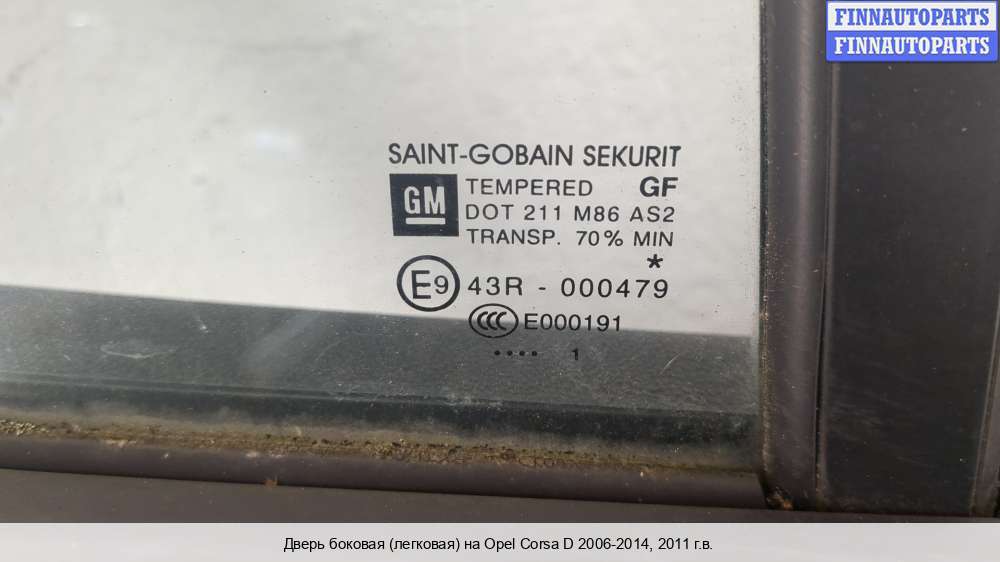 FINNAUTOPARTS
FINNAUTOPARTS
SAINT-GOBAIN SEKURIT
GM
TEMPERED GF
DOT 211 M86 AS2
TRANSP. 70% MIN
*
E9 43R - 000479
CCC E000191
.... 1
Дверь боковая (легковая) на Opel Corsa D 2006-2014, 2011 г.в.